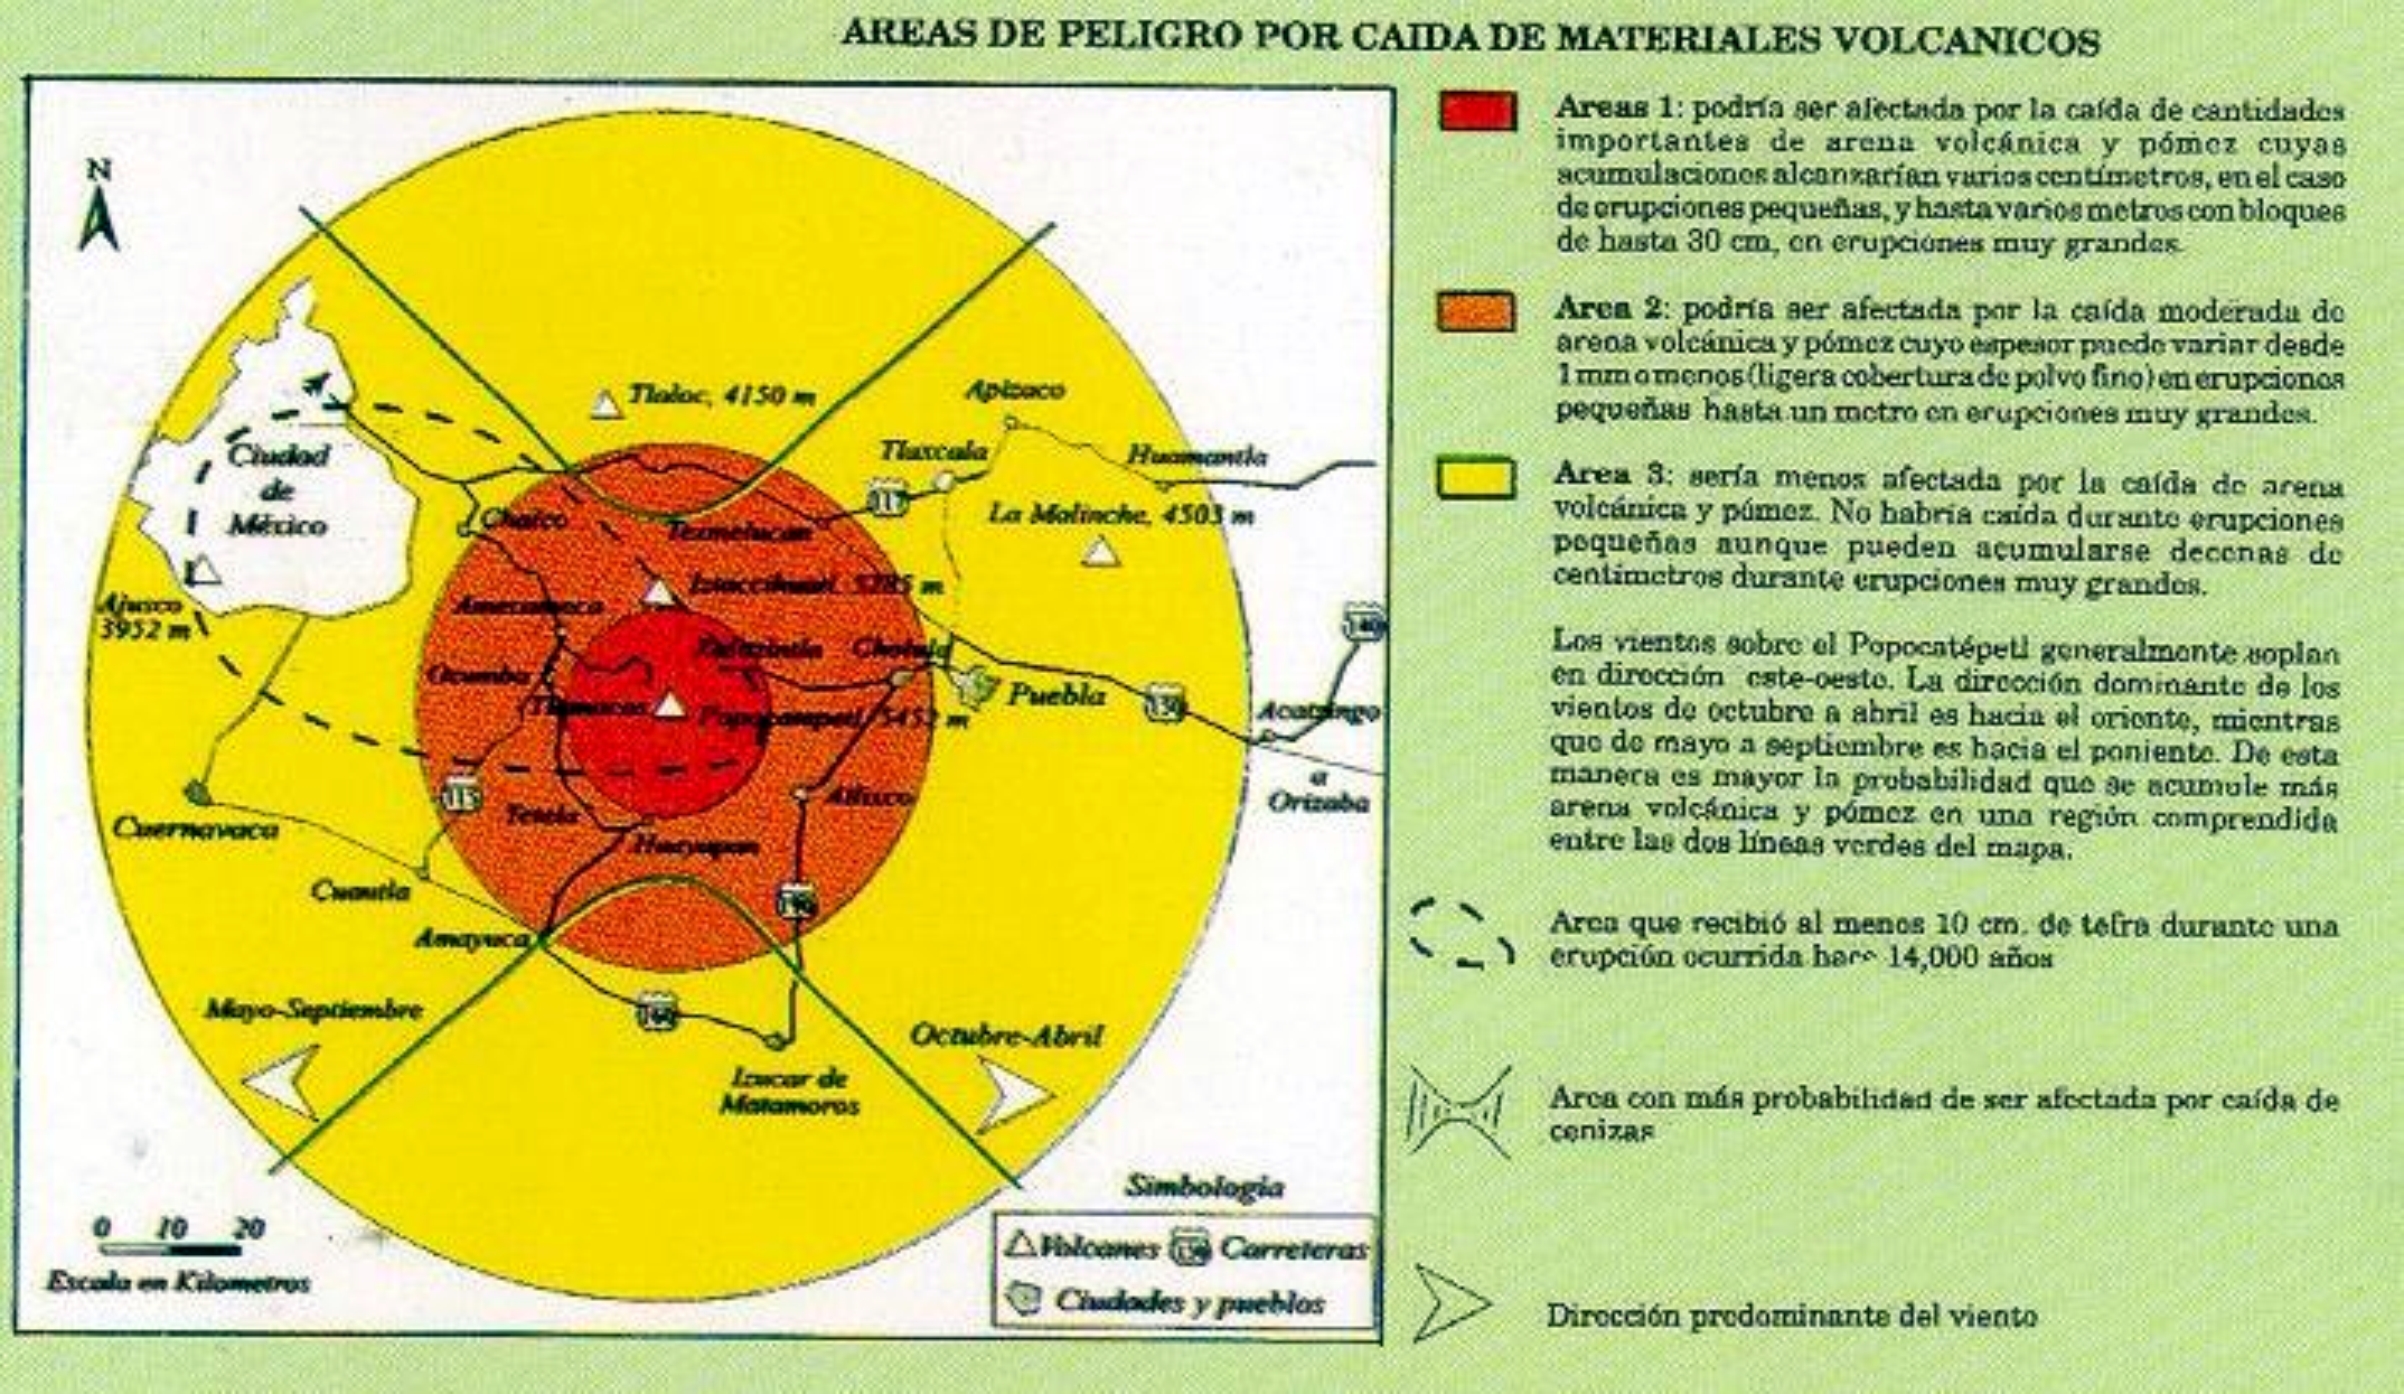 AREAS DE PELIGRO POR CAIDA DE MATERIALES VOLCANICOS
Areas 1: podría ser afectada por la caída de cantidades
importantes de arena volcánica y pómez cuyas
acumulaciones alcanzarían varios centímetros, en el caso
de erupciones pequeñas, y hasta varios metros con bloques
de hasta 30 cm, en erupciones muy grandes.
Area 2: podría ser afectada por la caída moderada de
arena volcánica y pómez cuyo espesor puede variar desde
1 mm o menos (ligera cobertura de polvo fino) en erupciones
pequeñas hasta un metro en erupciones muy grandes.
Area 3: sería menos afectada por la caída de arena
volcánica y pómez. No habría caída durante erupciones
pequeñas aunque pueden acumularse decenas de
centímetros durante erupciones muy grandes.
Los vientos sobre el Popocatépetl generalmente soplan
en dirección este-oeste. La dirección dominante de los
vientos de octubre a abril es hacia el oriente, mientras
que de mayo a septiembre es hacia el poniente. De esta
manera es mayor la probabilidad que se acumule más
arena volcánica y pómez en una región comprendida
entre las dos líneas verdes del mapa.
Area que recibió al menos 10 cm. de tefra durante una
erupción ocurrida hace 14,000 años
Area con más probabilidad de ser afectada por caída de
cenizas
Dirección predominante del viento
N
Tlaloc, 4150 m
Apizaco
Tlaxcala
Huamantla
Ciudad
de
México
117
La Malinche, 4503 m
Chalco
Texmelucan
Iztaccihuatl, 5285 m
Amecameca
Ajusco
3952 m
140
Cholula
Ozumba
Puebla
150
Tlamacas
Popocatepetl, 5452 m
Acatzingo
a
Orizaba
115
Atlixco
Tetela
Cuernavaca
Hueyapan
Cuautla
190
Amayuca
Mayo-Septiembre
160
Octubre-Abril
Izucar de
Matamoros
Simbología
Volcanes
150
Carreteras
Ciudades y pueblos
0 10 20
Escala en Kilometros